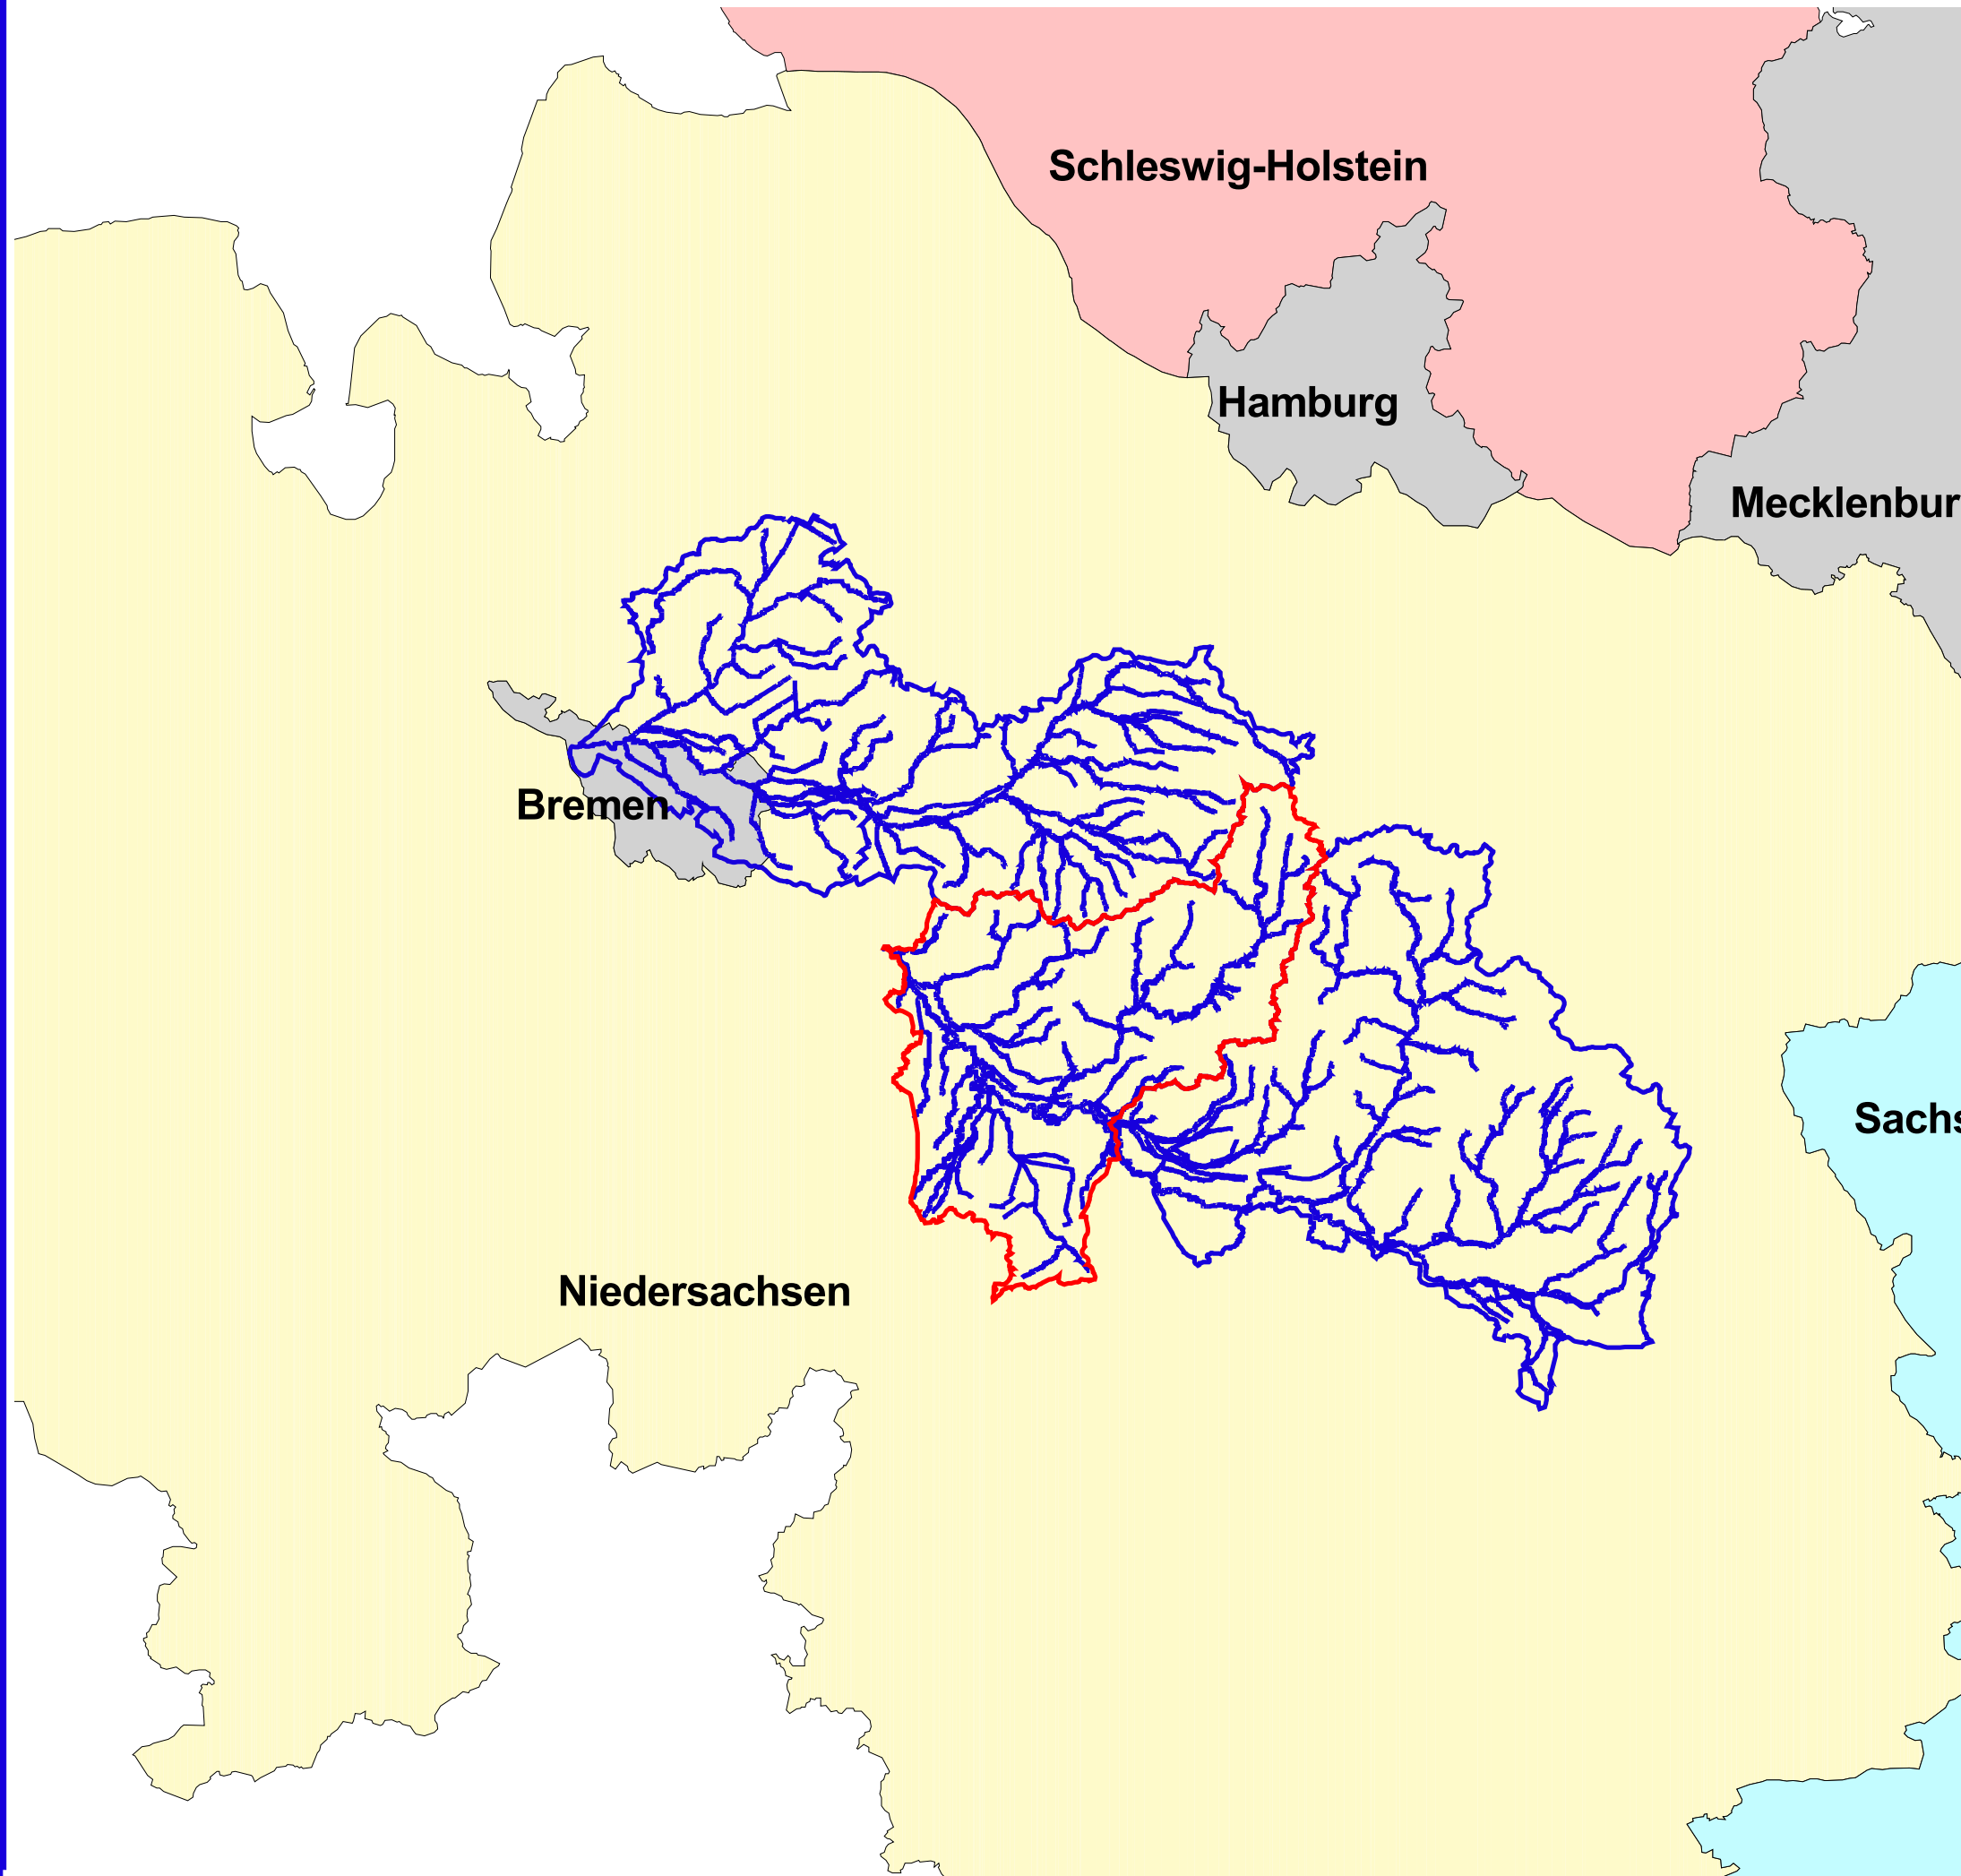 Schleswig-Holstein
Hamburg
Mecklenbur
Bremen
Sachs
Niedersachsen